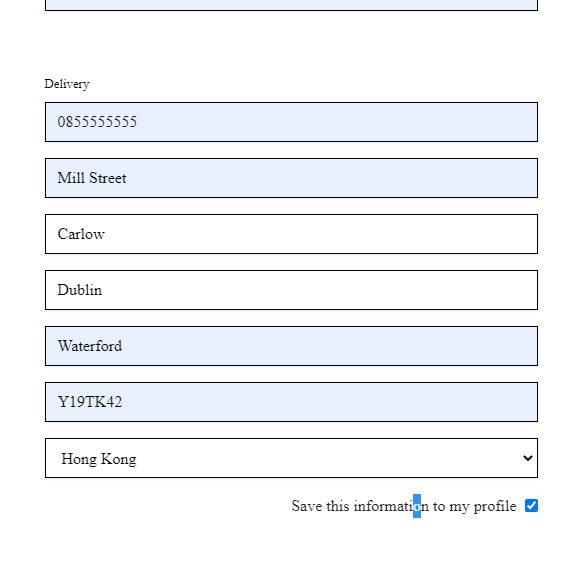 Delivery
0855555555
Mill Street
Carlow
Dublin
Waterford
Y19TK42
Hong Kong
Save this information to my profile